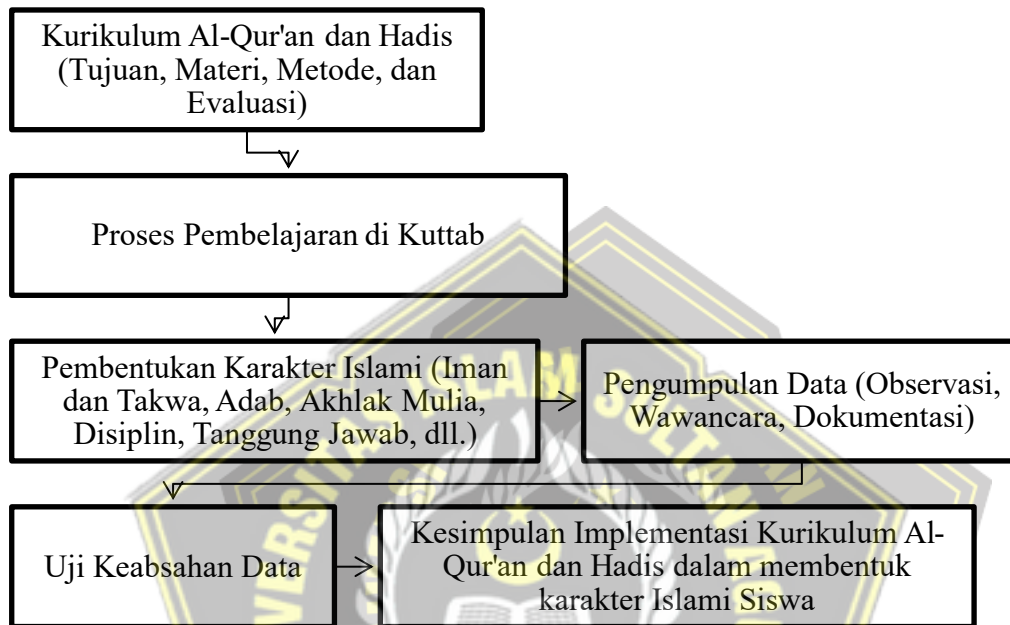 Kurikulum Al-Qur'an dan Hadis
(Tujuan, Materi, Metode, dan
Evaluasi)
Proses Pembelajaran di Kuttab
Pembentukan Karakter Islami (Iman
dan Takwa, Adab, Akhlak Mulia,
Disiplin, Tanggung Jawab, dll.)
Pengumpulan Data (Observasi,
Wawancara, Dokumentasi)
Uji Keabsahan Data
Kesimpulan Implementasi Kurikulum Al-
Qur'an dan Hadis dalam membentuk
karakter Islami Siswa